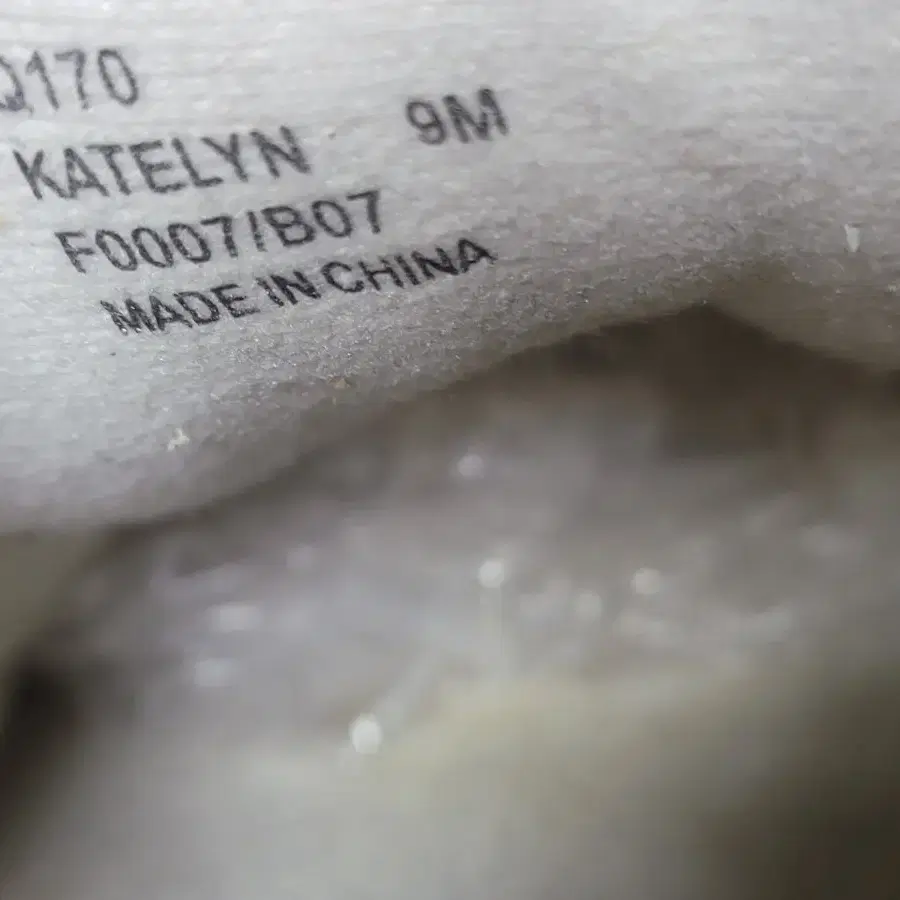 Q170
KATELYN 9M
F0007/B07
MADE IN CHINA